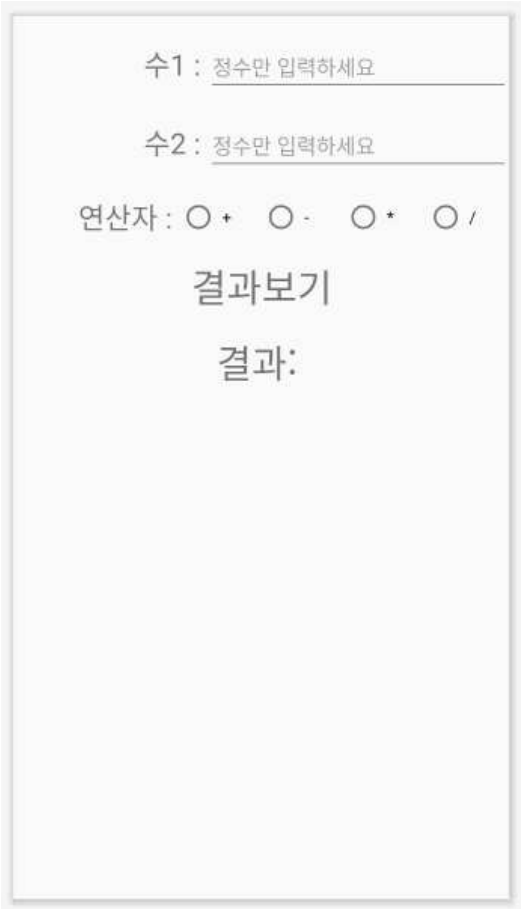 수1 : 정수만 입력하세요
수2 : 정수만 입력하세요
연산자 : + - * /
결과보기
결과: